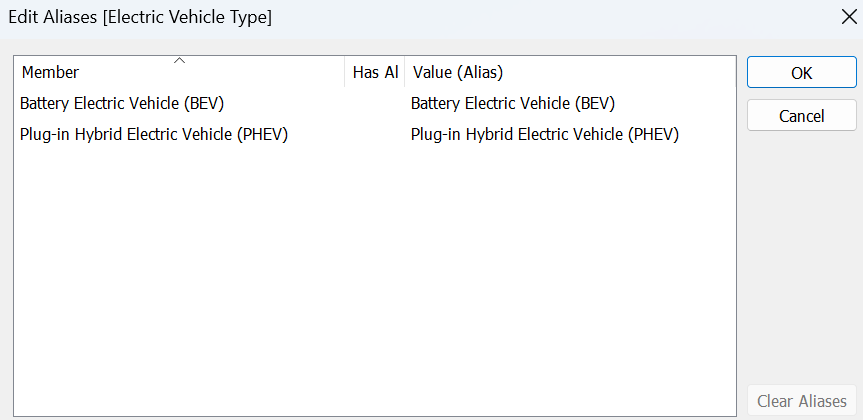 Edit Aliases [Electric Vehicle Type]
Member Has Al Value (Alias)
Battery Electric Vehicle (BEV) Battery Electric Vehicle (BEV)
Plug-in Hybrid Electric Vehicle (PHEV) Plug-in Hybrid Electric Vehicle (PHEV)
OK
Cancel
Clear Aliases